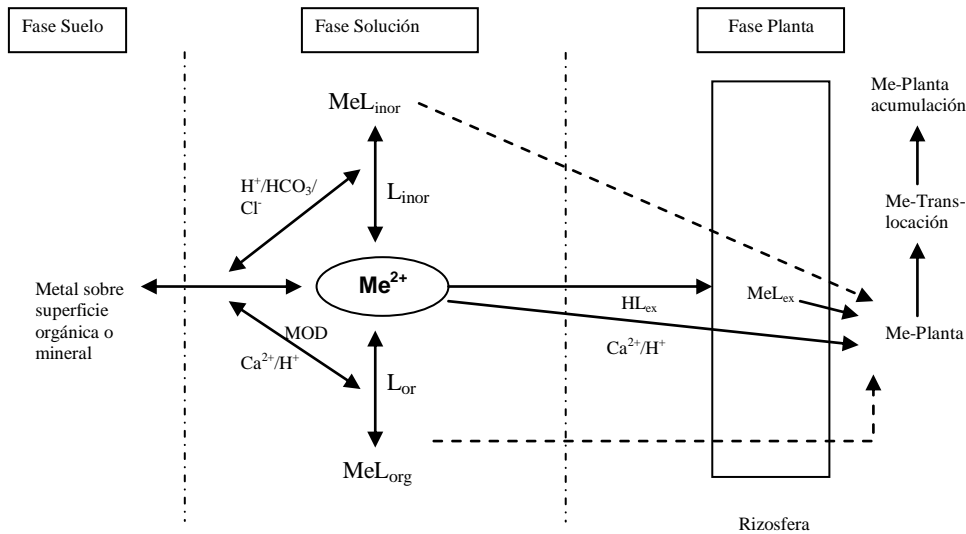 Fase Suelo
Fase Solución
Fase Planta
MeL_inor
H⁺/HCO₃/
Cl⁻
L_inor
Me²⁺
Metal sobre
superficie
orgánica o
mineral
MOD
Ca²⁺/H⁺
L_or
MeL_org
HL_ex
Ca²⁺/H⁺
MeL_ex
Me-Planta
acumulación
Me-Trans-
locación
Me-Planta
Rizosfera